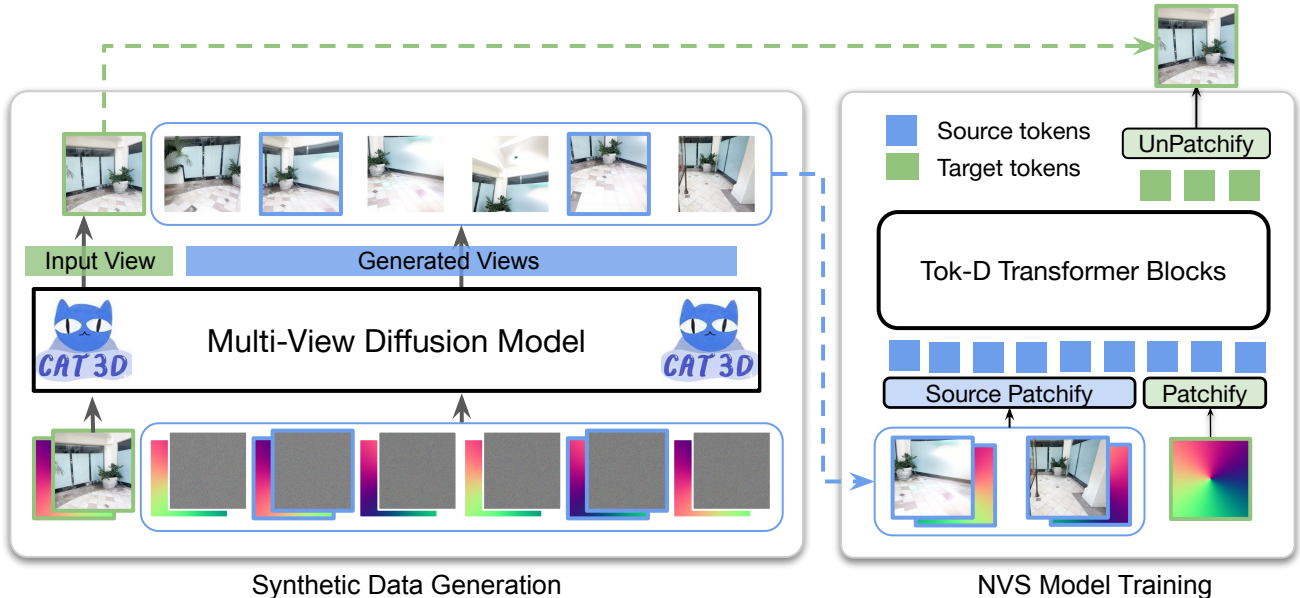 Input View
Generated Views
CAT 3D
Multi-View Diffusion Model
CAT 3D
Synthetic Data Generation
Source tokens
Target tokens
UnPatchify
Tok-D Transformer Blocks
Source Patchify
Patchify
NVS Model Training